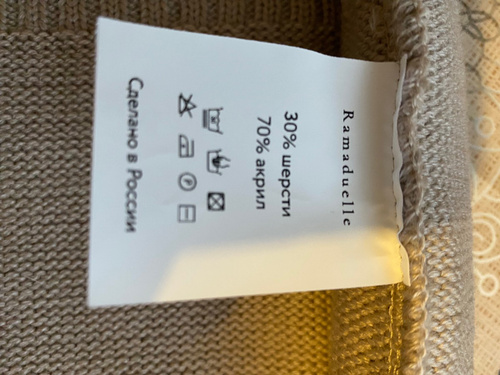 Ramaduelle
30% шерсти
70% акрил
Сделано в России